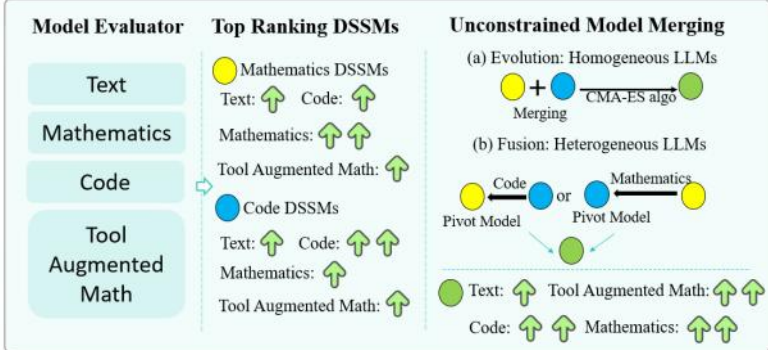 Model Evaluator
Text
Mathematics
Code
Tool
Augmented
Math
Top Ranking DSSMs
Mathematics DSSMs
Text: Code:
Mathematics:
Tool Augmented Math:
Code DSSMs
Text: Code:
Mathematics:
Tool Augmented Math:
Unconstrained Model Merging
(a) Evolution: Homogeneous LLMs
+
CMA-ES algo
Merging
(b) Fusion: Heterogeneous LLMs
Code or Mathematics
Pivot Model Pivot Model
Text: Tool Augmented Math:
Code: Mathematics: